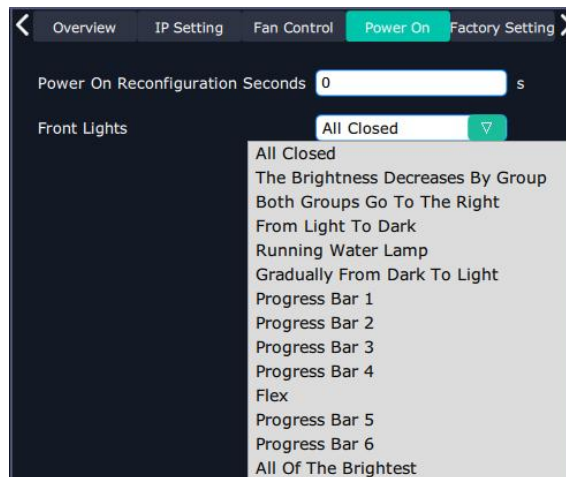 Overview IP Setting Fan Control Power On Factory Setting
Power On Reconfiguration Seconds 0 s
Front Lights All Closed
All Closed
The Brightness Decreases By Group
Both Groups Go To The Right
From Light To Dark
Running Water Lamp
Gradually From Dark To Light
Progress Bar 1
Progress Bar 2
Progress Bar 3
Progress Bar 4
Flex
Progress Bar 5
Progress Bar 6
All Of The Brightest